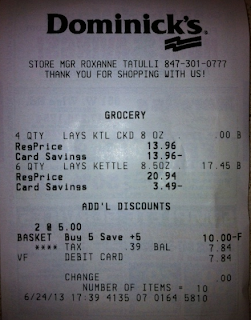 Dominick's
STORE MGR ROXANNE TATULLI 847-301-0777
THANK YOU FOR SHOPPING WITH US!
GROCERY
4 QTY LAYS KTL CKD 8 OZ . .00 B
RegPrice 13.96
Card Savings 13.96-
6 QTY LAYS KETTLE 8.5OZ . 17.45 B
RegPrice 20.94
Card Savings 3.49-
ADD'L DISCOUNTS
2 @ 5.00
BASKET Buy 5 Save +5 10.00-F
**** TAX .39 BAL 7.84
VF DEBIT CARD 7.84
CHANGE .00
NUMBER OF ITEMS = 10
6/24/13 17:39 4135 07 0164 5810